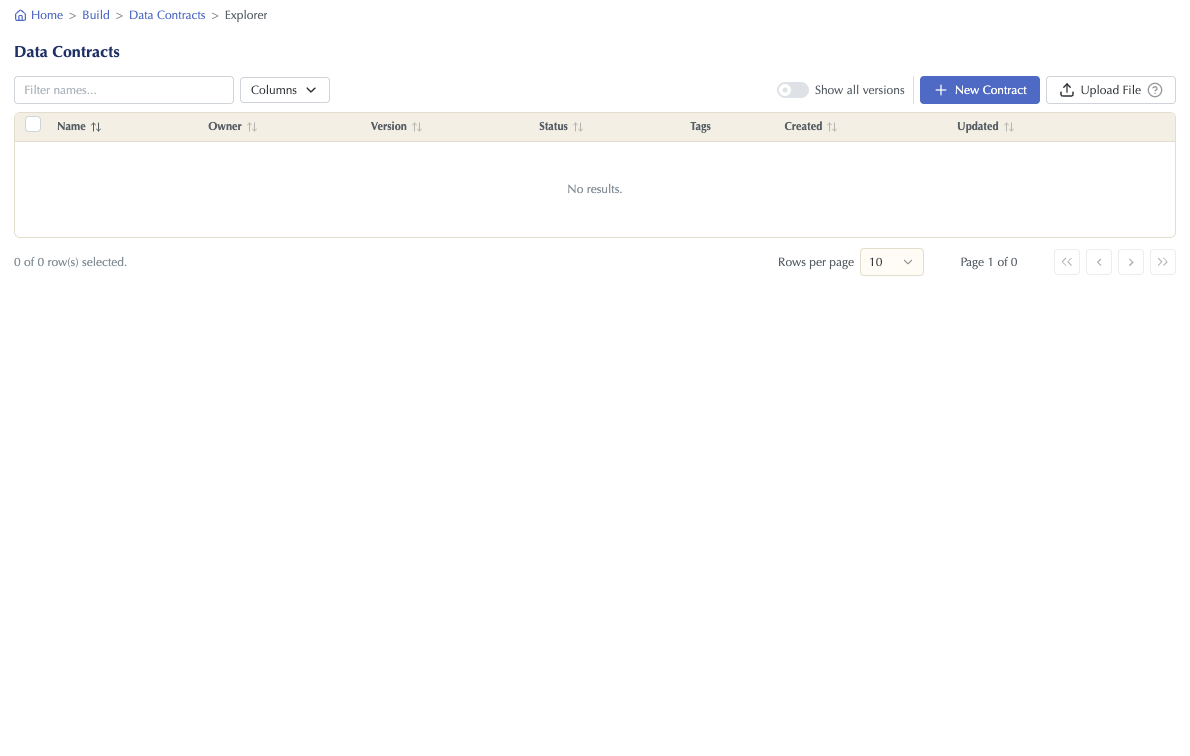 Home > Build > Data Contracts > Explorer
Data Contracts
Filter names... Columns Show all versions New Contract Upload File
Name Owner Version Status Tags Created Updated
No results.
0 of 0 row(s) selected. Rows per page 10 Page 1 of 0